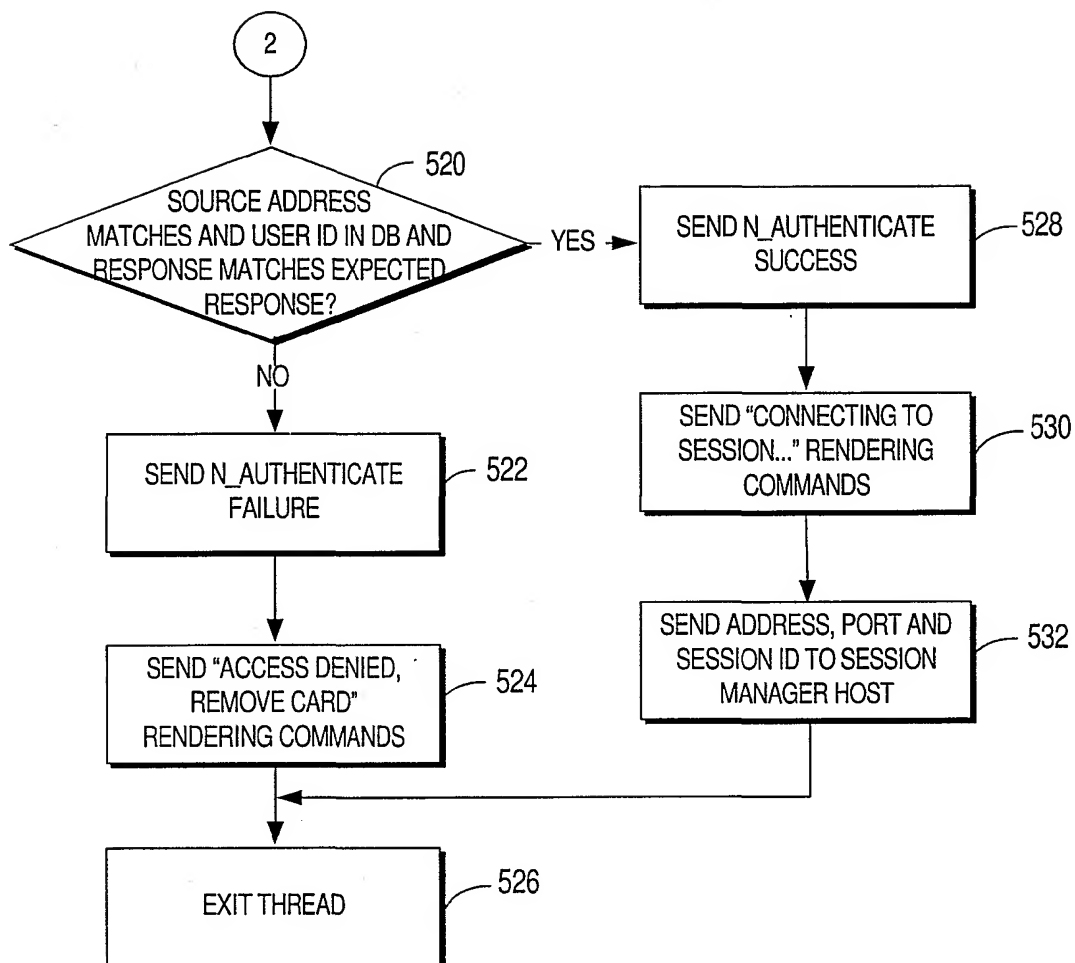 2
520
SOURCE ADDRESS
MATCHES AND USER ID IN DB AND
RESPONSE MATCHES EXPECTED
RESPONSE?
YES
SEND N_AUTHENTICATE
SUCCESS
528
NO
SEND "CONNECTING TO
SESSION..." RENDERING
COMMANDS
530
SEND N_AUTHENTICATE
FAILURE
522
SEND ADDRESS, PORT AND
SESSION ID TO SESSION
MANAGER HOST
532
SEND "ACCESS DENIED,
REMOVE CARD"
RENDERING COMMANDS
524
EXIT THREAD
526